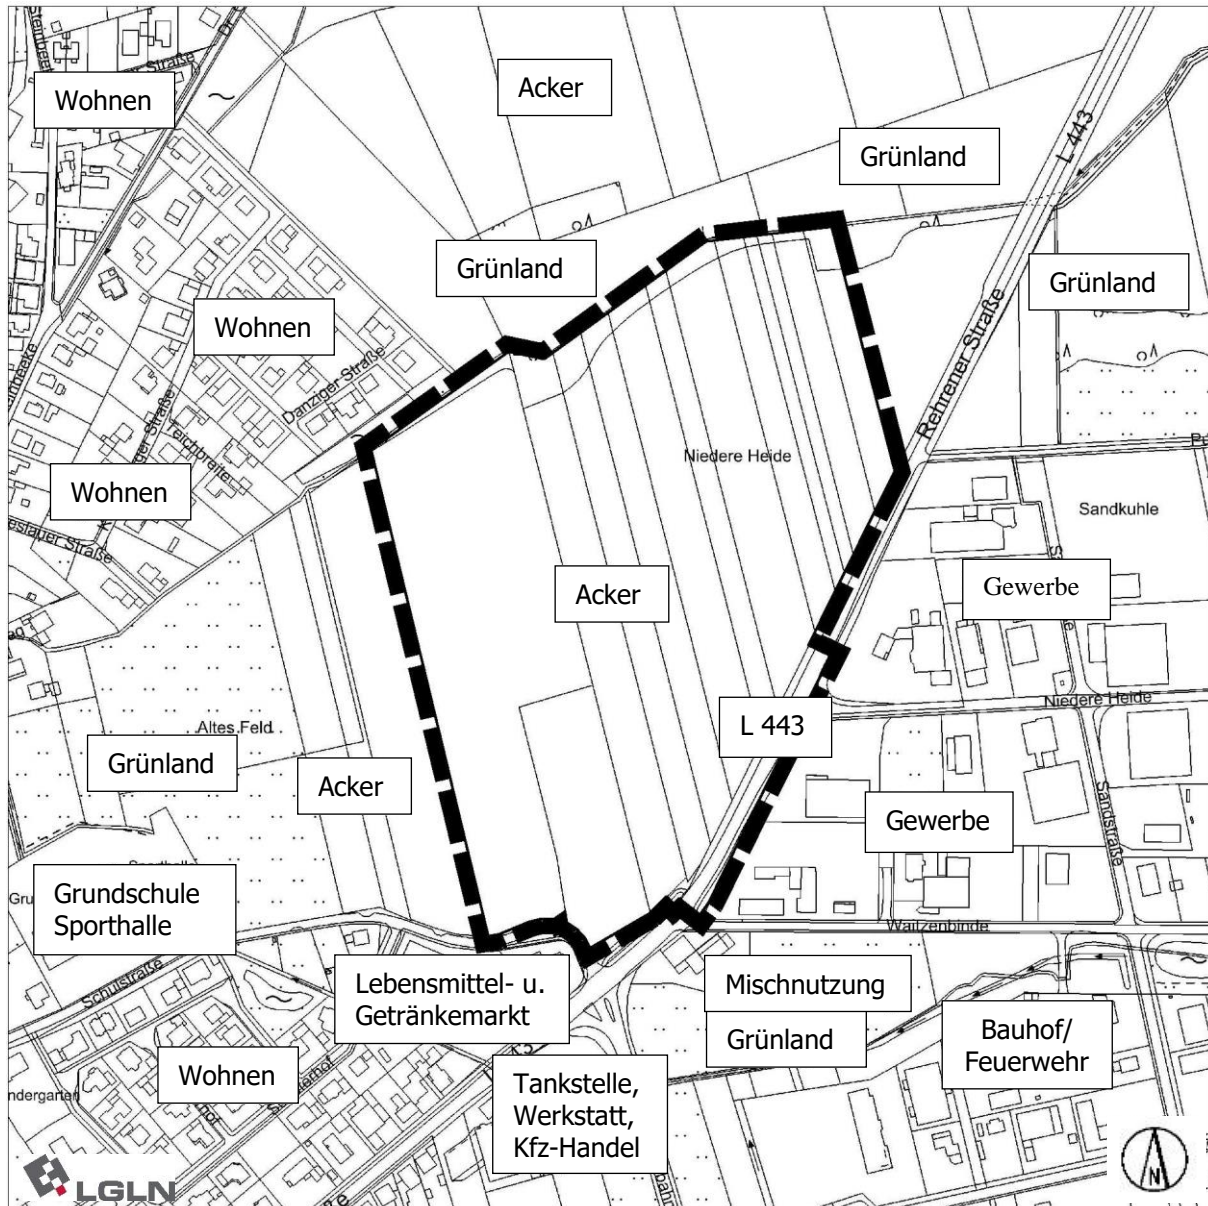 Wohnen
Acker
Grünland
L 443
Grünland
Grünland
Wohnen
Rehrener Straße
Danziger Straße
Teichbreite
Wohnen
Niedere Heide
Sandkuhle
Acker
Gewerbe
Niedere Heide
Altes Feld
L 443
Grünland
Acker
Sandstraße
Gewerbe
Grundschule
Sporthalle
Waitzenbinde
Schulstraße
Lebensmittel- u.
Getränkemarkt
Mischnutzung
Grünland
Bauhof/
Feuerwehr
Wohnen
Tankstelle,
Werkstatt,
Kfz-Handel
ndergarten
LGLN
N